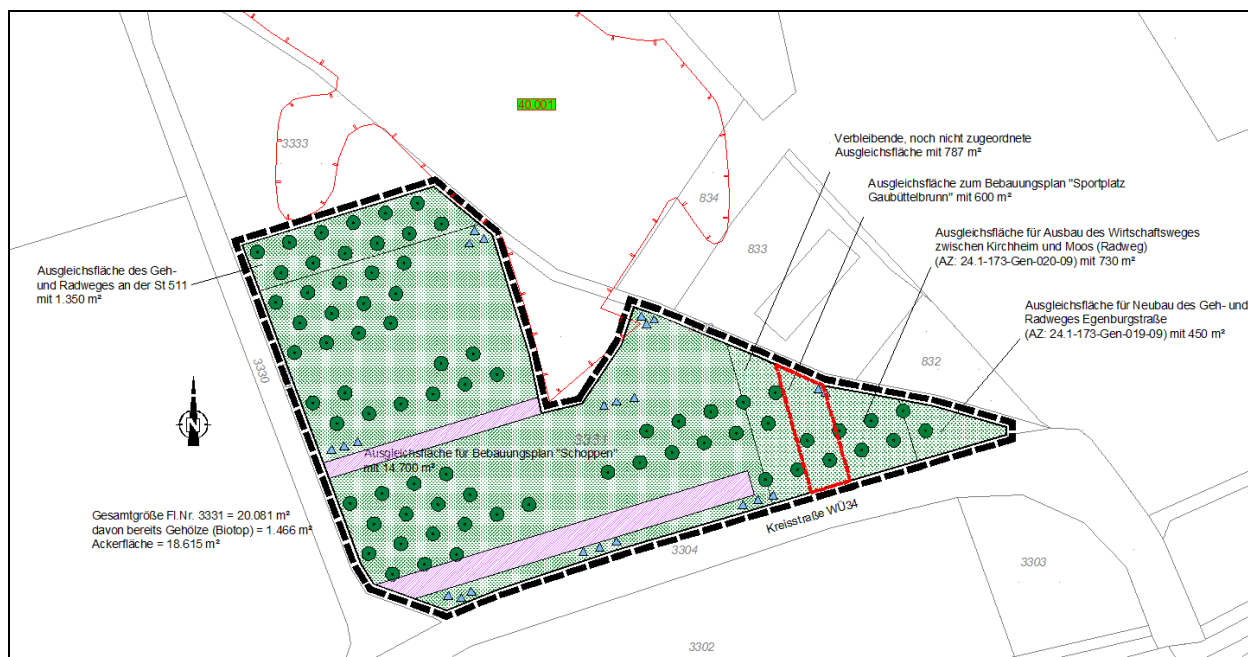 40.001
3333
834
833
832
Verbleibende, noch nicht zugeordnete
Ausgleichsfläche mit 787 m²
Ausgleichsfläche zum Bebauungsplan "Sportplatz
Gaubüttelbrunn" mit 600 m²
Ausgleichsfläche für Ausbau des Wirtschaftsweges
zwischen Kirchheim und Moos (Radweg)
(AZ: 24.1-173-Gen-020-09) mit 730 m²
Ausgleichsfläche für Neubau des Geh- und
Radweges Egenburgstraße
(AZ: 24.1-173-Gen-019-09) mit 450 m²
Ausgleichsfläche des Geh-
und Radweges an der St 511
mit 1.350 m²
3330
N
3331
Ausgleichsfläche für Bebauungsplan "Schoppen"
mit 14.700 m²
Gesamtgröße Fl.Nr. 3331 = 20.081 m²
davon bereits Gehölze (Biotop) = 1.466 m²
Ackerfläche = 18.615 m²
Kreisstraße WÜ34
3304
3303
3302